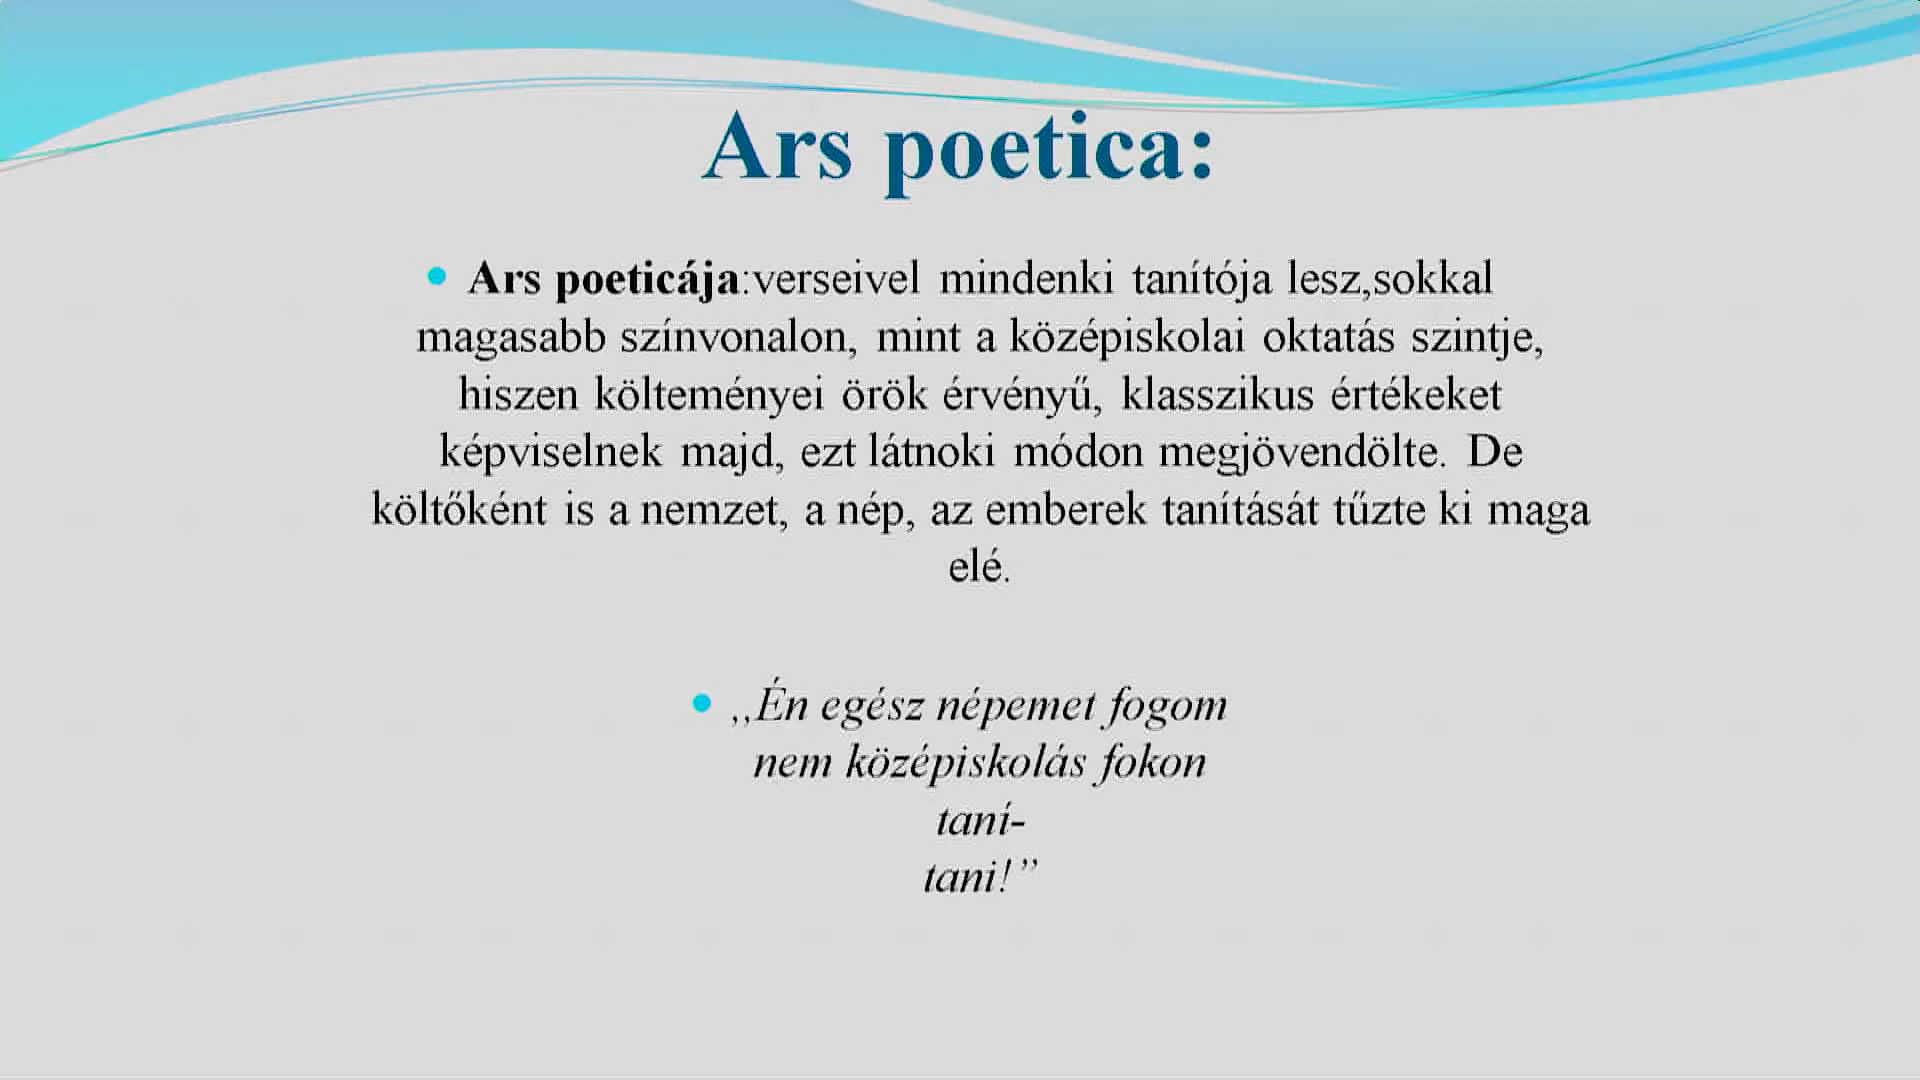 Ars poetica:
Ars poeticája:verseivel mindenki tanítója lesz,sokkal
magasabb színvonalon, mint a középiskolai oktatás szintje,
hiszen költeményei örök érvényű, klasszikus értékeket
képviselnek majd, ezt látnoki módon megjövendölte. De
költőként is a nemzet, a nép, az emberek tanítását tűzte ki maga
elé.
,,Én egész népemet fogom
nem középiskolás fokon
taní-
tani!”